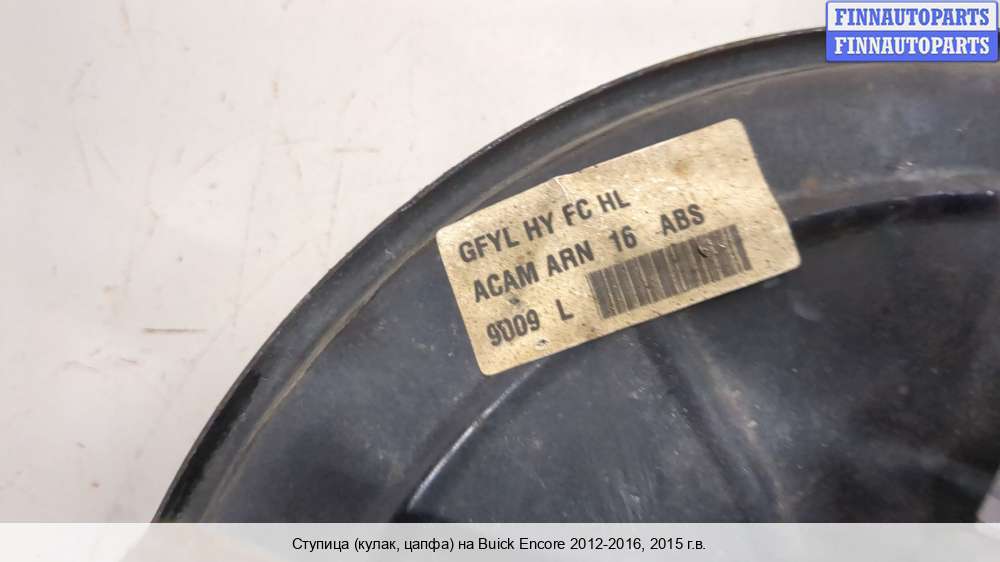 FINNAUTOPARTS
FINNAUTOPARTS
GFYL HY FC HL
ACAM ARN 16 ABS
9009 L
Ступица (кулак, цапфа) на Buick Encore 2012-2016, 2015 г.в.